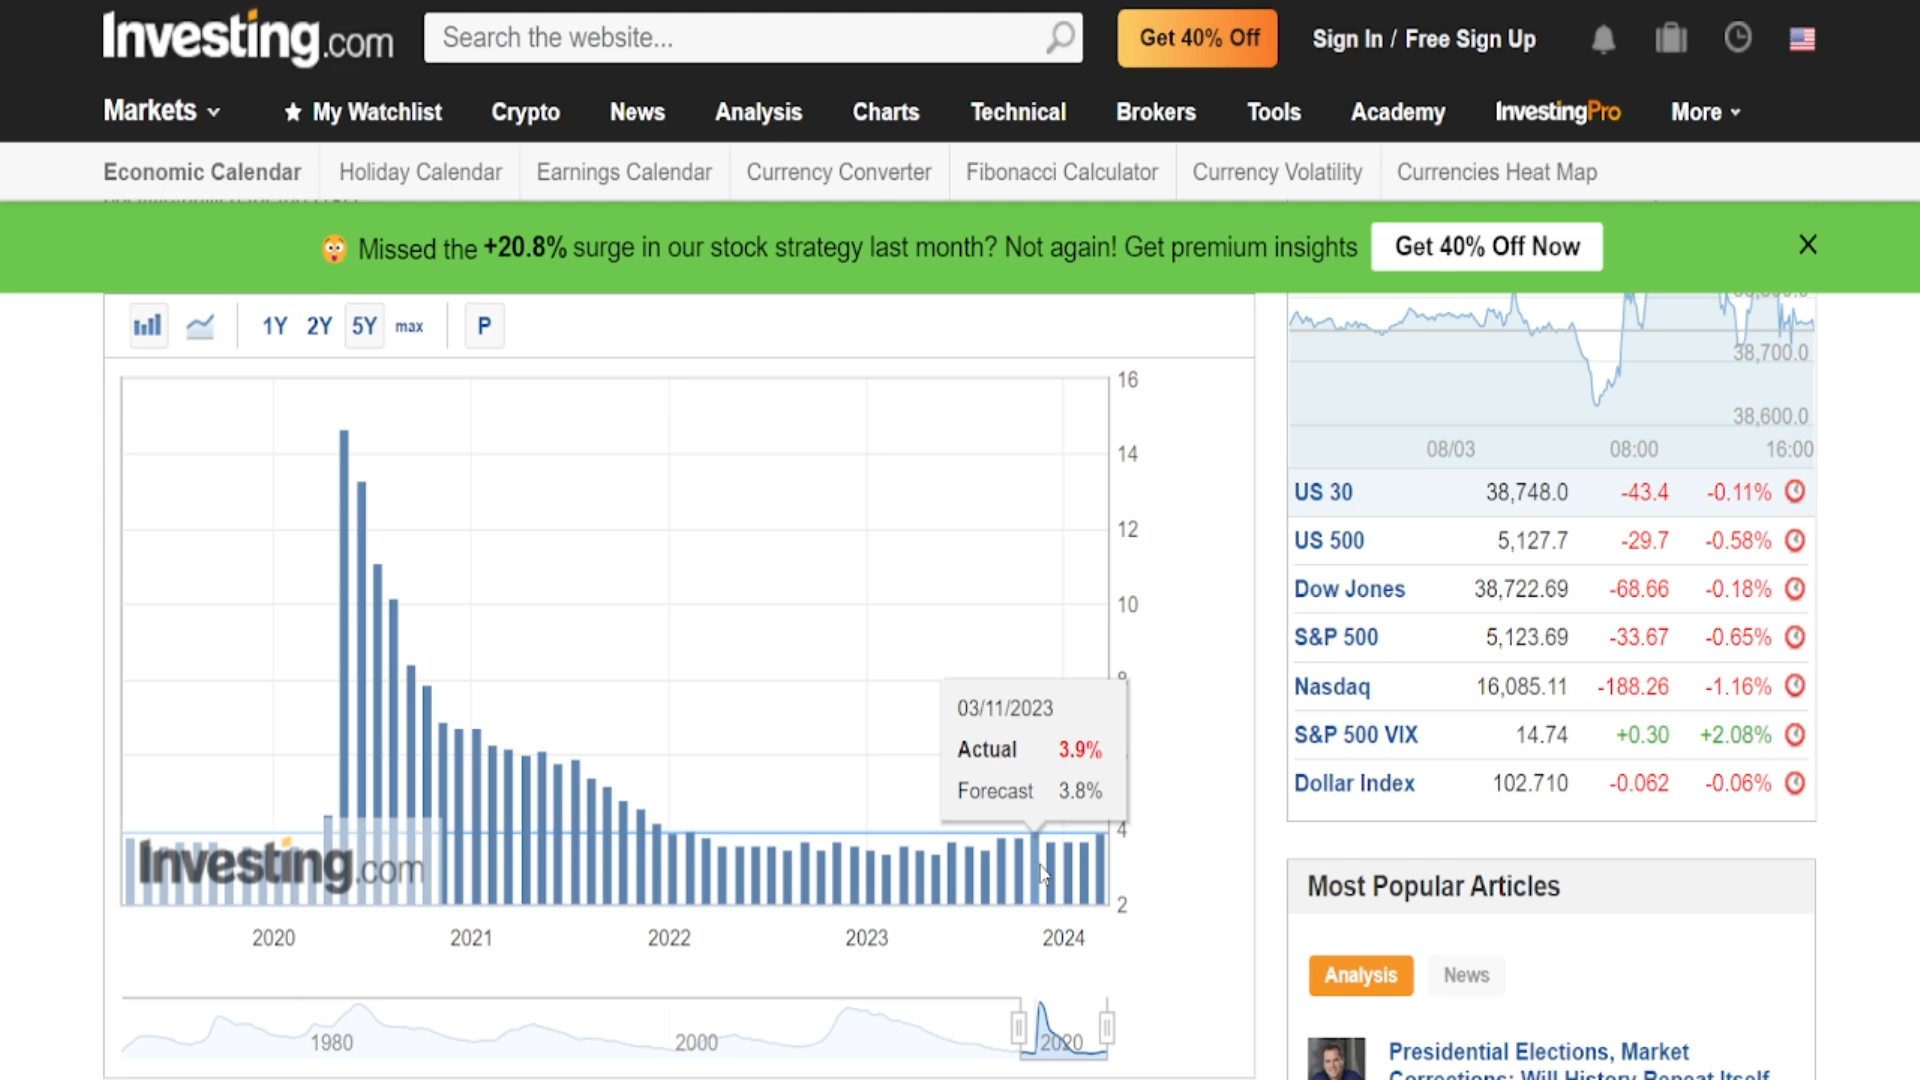 Investing.com
Search the website...
Get 40% Off
Sign In / Free Sign Up
Markets
My Watchlist
Crypto
News
Analysis
Charts
Technical
Brokers
Tools
Academy
InvestingPro
More
Economic Calendar
Holiday Calendar
Earnings Calendar
Currency Converter
Fibonacci Calculator
Currency Volatility
Currencies Heat Map
Missed the +20.8% surge in our stock strategy last month? Not again! Get premium insights
Get 40% Off Now
X
1Y 2Y 5Y max P
16
14
12
10
8
4
2
03/11/2023
Actual 3.9%
Forecast 3.8%
Investing.com
2020 2021 2022 2023 2024
1980 2000 2020
38,700.0
38,600.0
08/03 08:00 16:00
US 30 38,748.0 -43.4 -0.11%
US 500 5,127.7 -29.7 -0.58%
Dow Jones 38,722.69 -68.66 -0.18%
S&P 500 5,123.69 -33.67 -0.65%
Nasdaq 16,085.11 -188.26 -1.16%
S&P 500 VIX 14.74 +0.30 +2.08%
Dollar Index 102.710 -0.062 -0.06%
Most Popular Articles
Analysis
News
Presidential Elections, Market
Corrections: Will History Repeat Itself